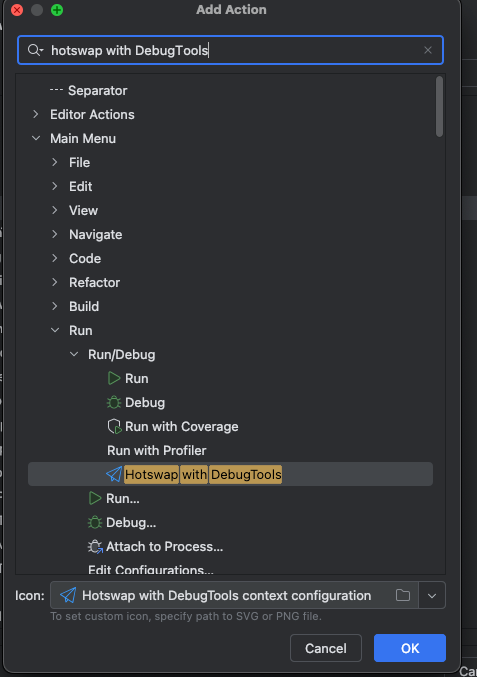 Add Action
hotswap with DebugTools
--- Separator
Editor Actions
Main Menu
File
Edit
View
Navigate
Code
Refactor
Build
Run
Run/Debug
Run
Debug
Run with Coverage
Run with Profiler
Hotswap with DebugTools
Run...
Debug...
Attach to Process...
Edit Configurations...
Icon: Hotswap with DebugTools context configuration
To set custom icon, specify path to SVG or PNG file.
Cancel OK